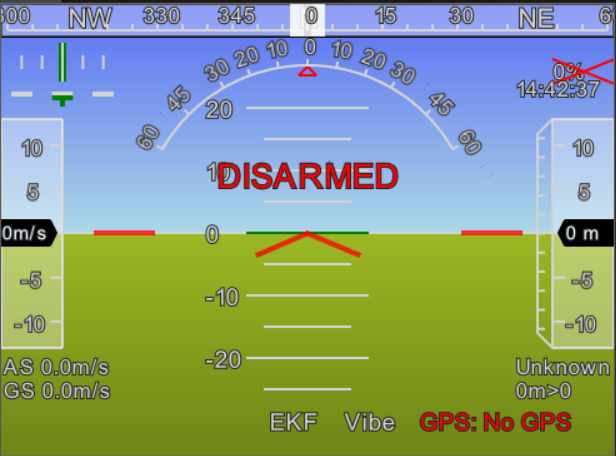 300 NW 330 345 0 15 30 NE 6
60 45 30 20 10 0 10 20 30 45 60
0%
14:42:37
20
10
DISARMED
0
-10
-20
10
5
0m/s
-5
-10
10
5
0 m
-5
-10
AS 0.0m/s
GS 0.0m/s
Unknown
0m>0
EKF Vibe GPS: No GPS